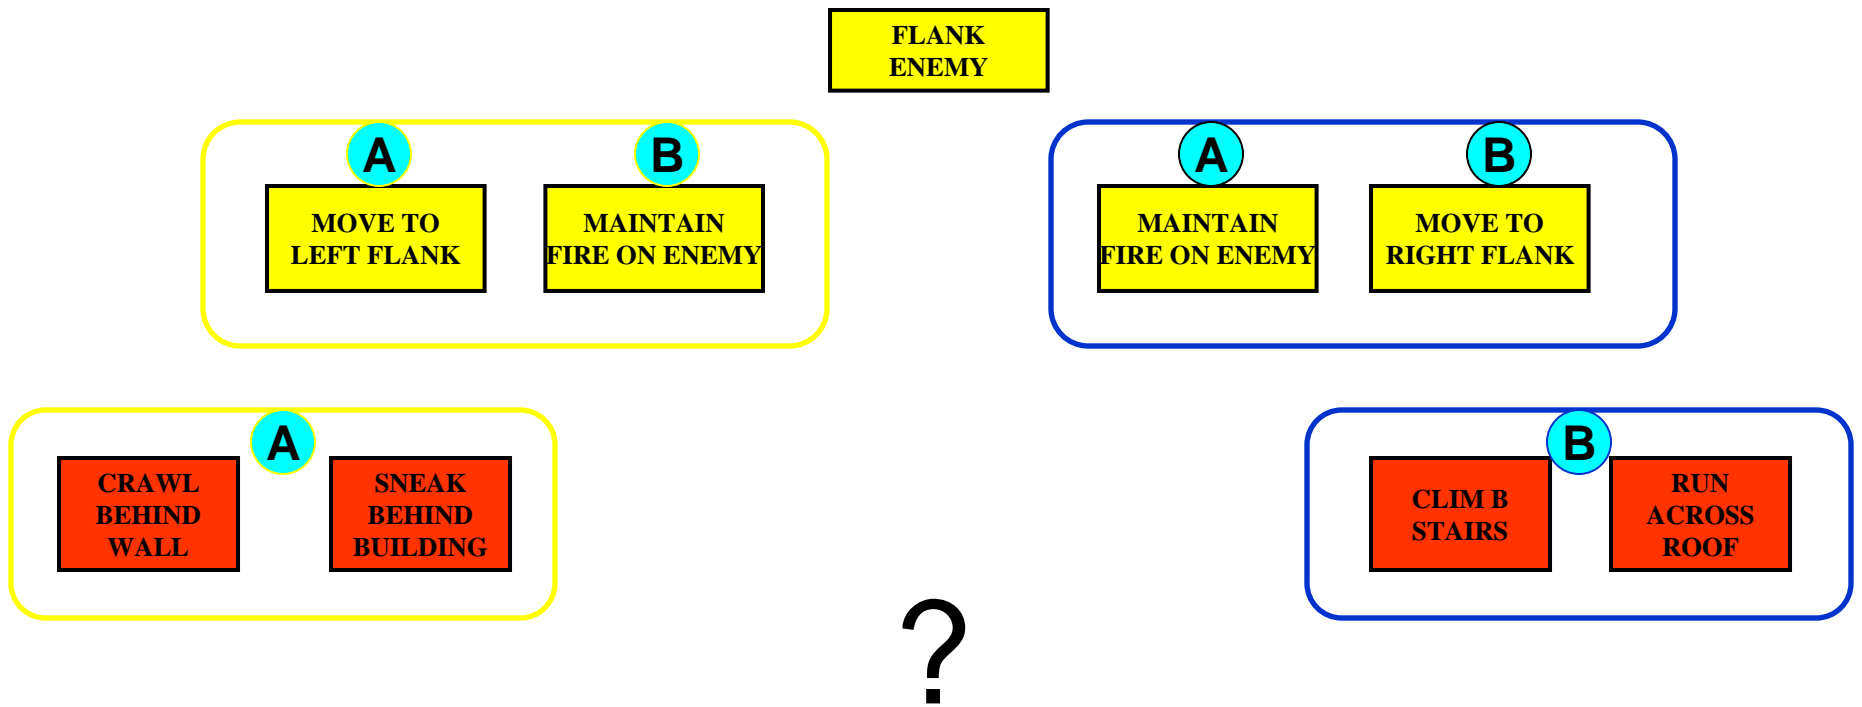 FLANK
ENEMY
A
B
MOVE TO
LEFT FLANK
MAINTAIN
FIRE ON ENEMY
A
B
MAINTAIN
FIRE ON ENEMY
MOVE TO
RIGHT FLANK
A
CRAWL
BEHIND
WALL
SNEAK
BEHIND
BUILDING
B
CLIM B
STAIRS
RUN
ACROSS
ROOF
?